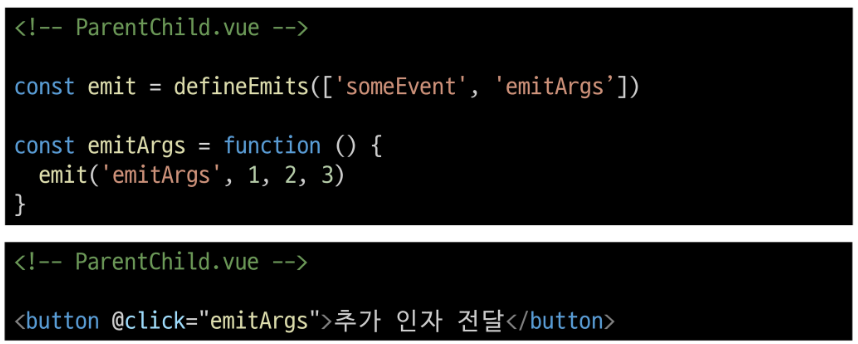 <!-- ParentChild.vue -->
const emit = defineEmits(['someEvent', 'emitArgs’])
const emitArgs = function () {
  emit('emitArgs', 1, 2, 3)
}
<!-- ParentChild.vue -->
<button @click="emitArgs">추가 인자 전달</button>